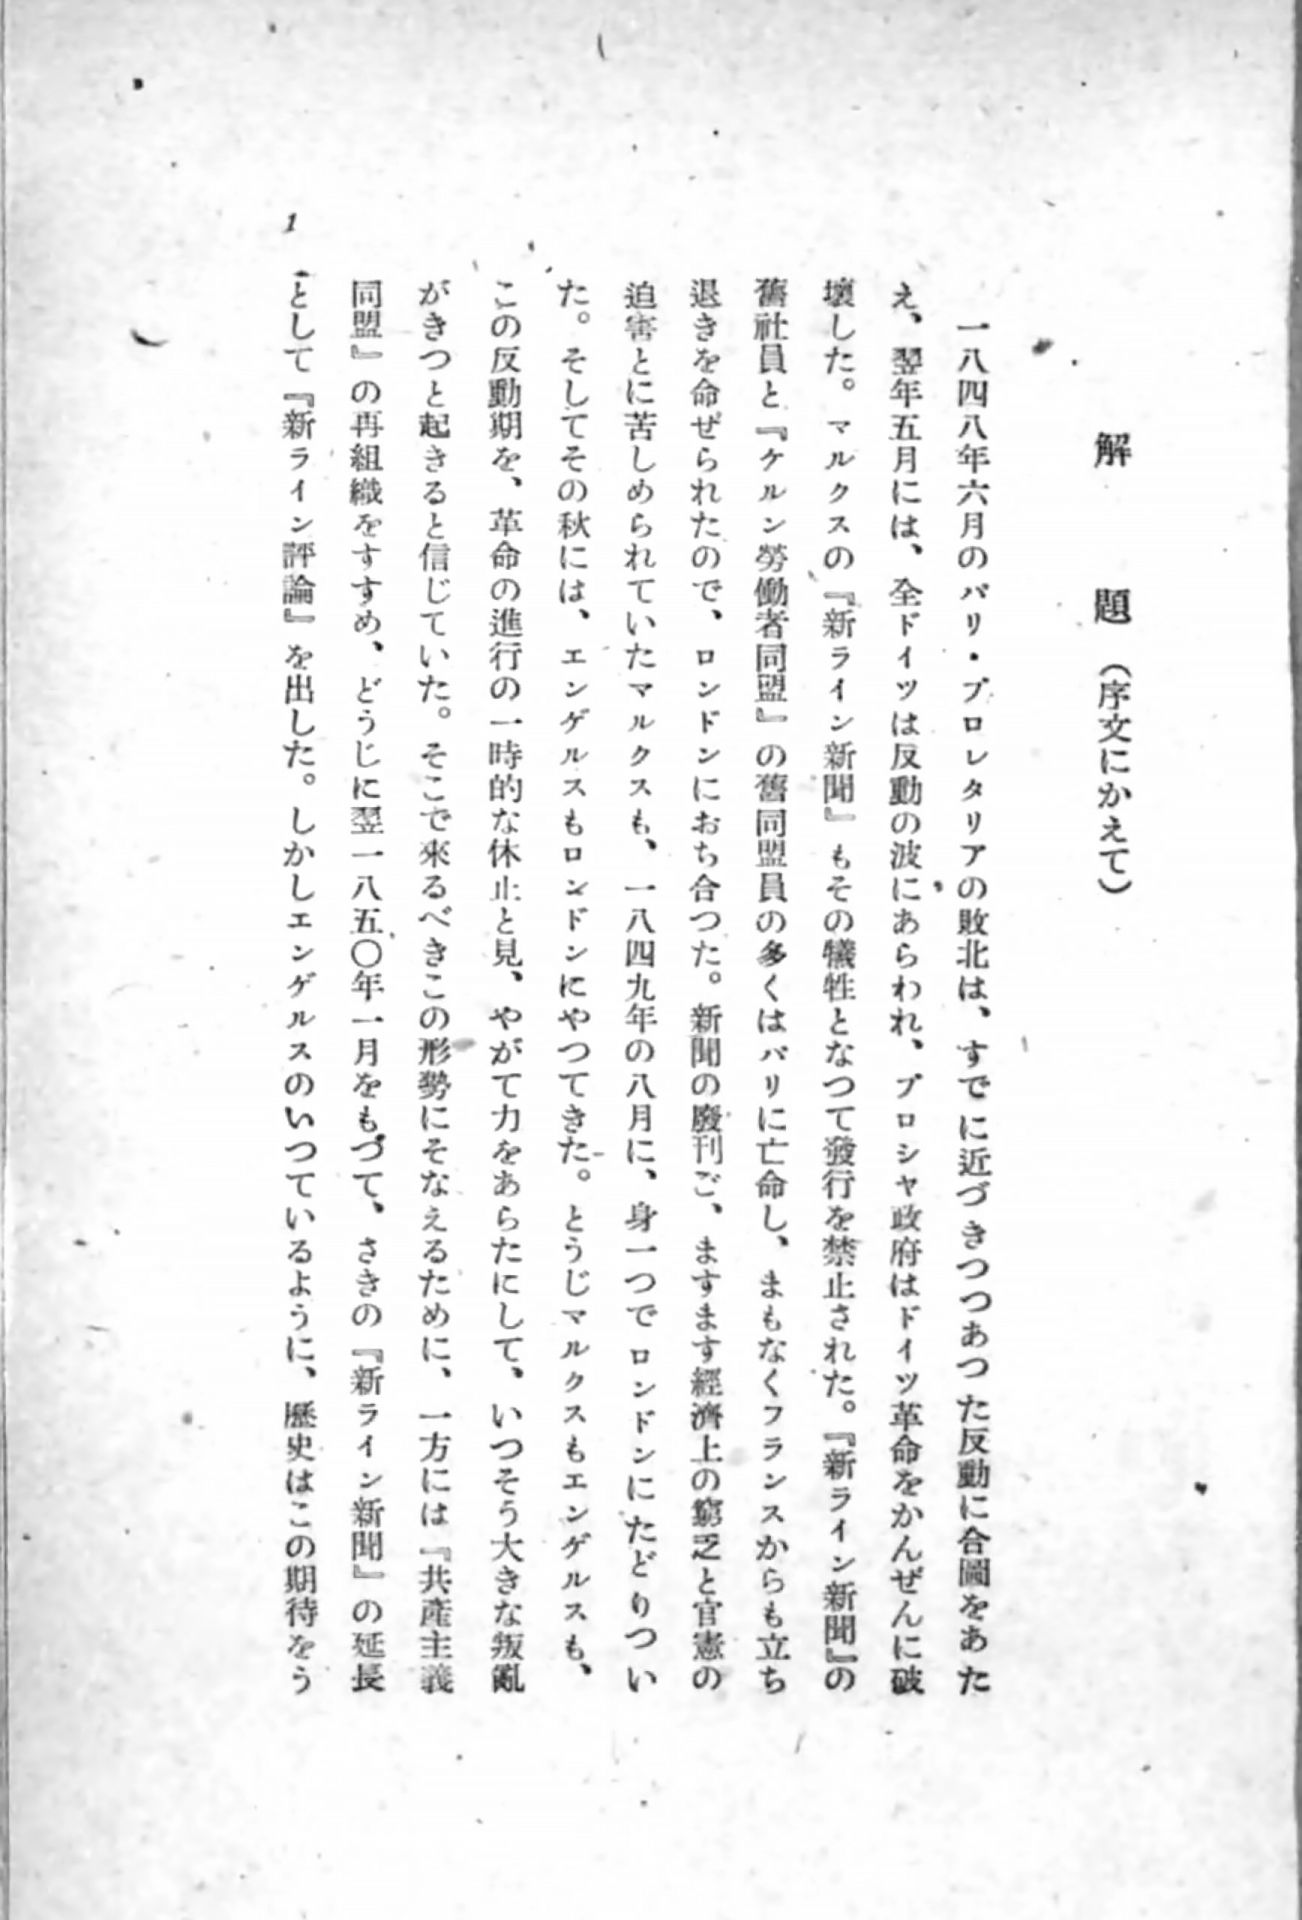 解　題（序文にかえて）
一八四八年六月のパリ・プロレタリアの敗北は、すでに近づきつつあつた反動に合圖をあた
え、翌年五月には、全ドイツは反動の波にあらわれ、プロシヤ政府はドイツ革命をかんぜんに破
壞した。マルクスの『新ライン新聞』もその犠牲となつて發行を禁止された。『新ライン新聞』の
舊社員と『ケルン勞働者同盟』の舊同盟員の多くはパリに亡命し、まもなくフランスからも立ち
退きを命ぜられたので、ロンドンにおち合つた。新聞の廢刊ご、ますます經濟上の窮乏と官憲の
迫害とに苦しめられていたマルクスも、一八四九年の八月に、身一つでロンドンにたどりつい
た。そしてその秋には、エンゲルスもロンドンにやつてきた。とうじマルクスもエンゲルスも、
この反動期を、革命の進行の一時的な休止と見、やがて力をあらたにして、いつそう大きな叛亂
がきつと起きると信じていた。そこで來るべきこの形勢にそなえるために、一方には『共產主義
同盟』の再組織をすすめ、どうじに翌一八五〇年一月をもつて、さきの『新ライン新聞』の延長
として『新ライン評論』を出した。しかしエンゲルスのいつているように、歷史はこの期待をう
1